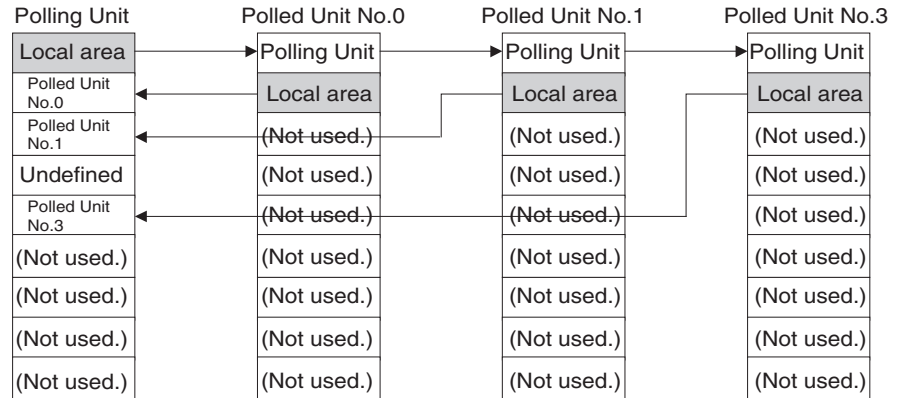 Polling Unit Polled Unit No.0 Polled Unit No.1 Polled Unit No.3
Local area Polling Unit Polling Unit Polling Unit
Polled Unit
No.0
Local area Local area Local area
Polled Unit
No.1
(Not used.) (Not used.) (Not used.)
Undefined (Not used.) (Not used.) (Not used.)
Polled Unit
No.3
(Not used.) (Not used.) (Not used.)
(Not used.) (Not used.) (Not used.) (Not used.)
(Not used.) (Not used.) (Not used.) (Not used.)
(Not used.) (Not used.) (Not used.) (Not used.)
(Not used.) (Not used.) (Not used.) (Not used.)